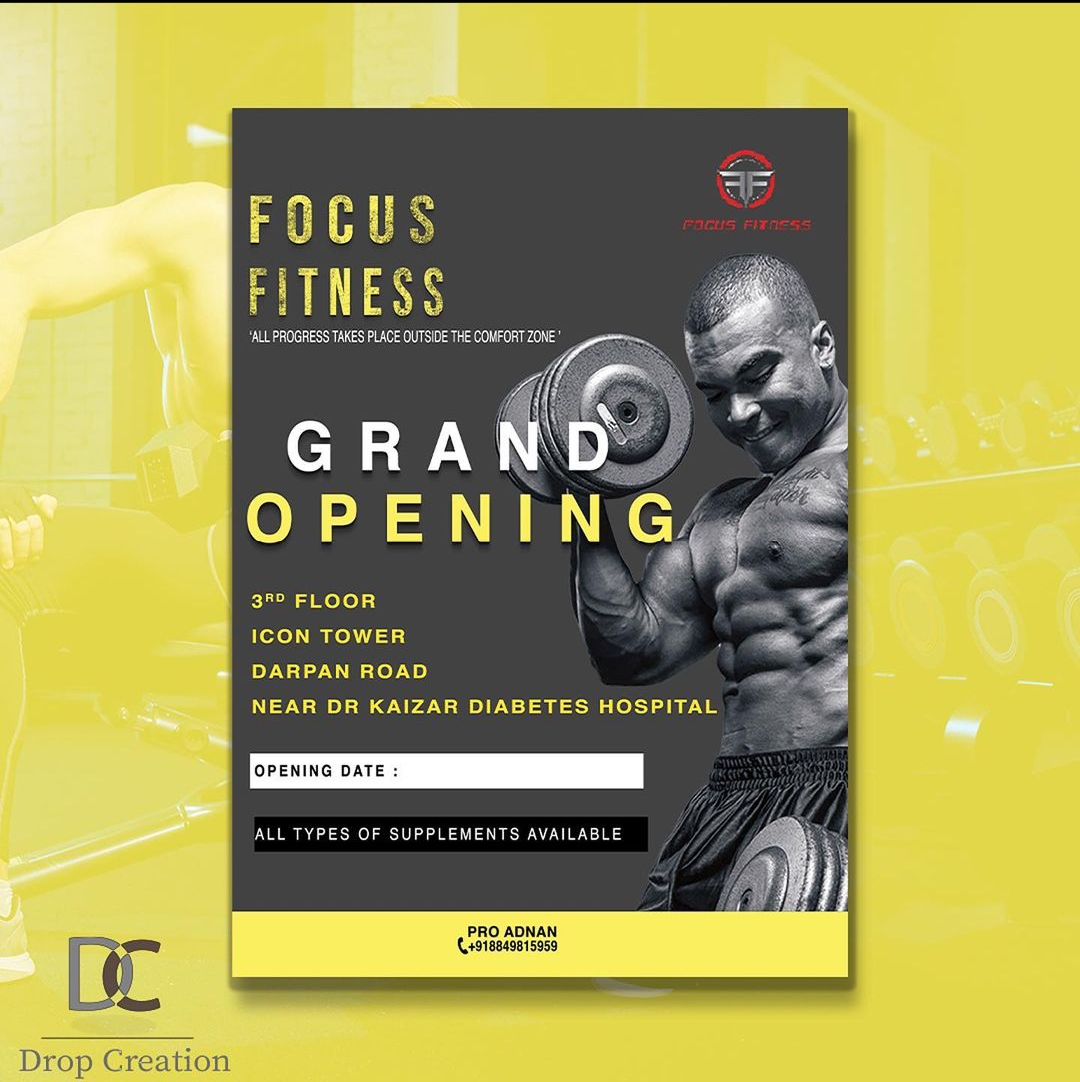 FOCUS
FITNESS
'ALL PROGRESS TAKES PLACE OUTSIDE THE COMFORT ZONE '
FF
FOCUS FITNESS
GRAND
OPENING
3RD FLOOR
ICON TOWER
DARPAN ROAD
NEAR DR KAIZAR DIABETES HOSPITAL
OPENING DATE :
ALL TYPES OF SUPPLEMENTS AVAILABLE
PRO ADNAN
+918849815959
DC
Drop Creation